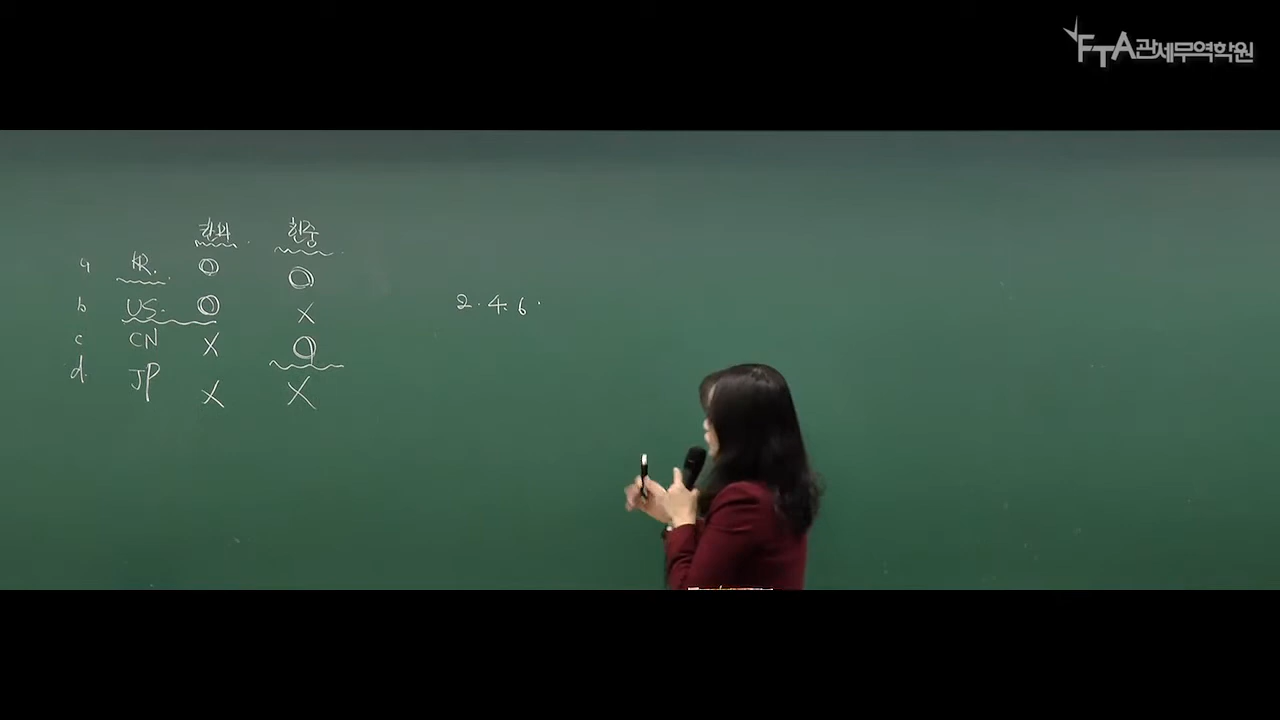 FTA관세무역학원
한미 한중
a KR. O O
b US. O X 2. 4. 6.
c CN X O
d. JP X X